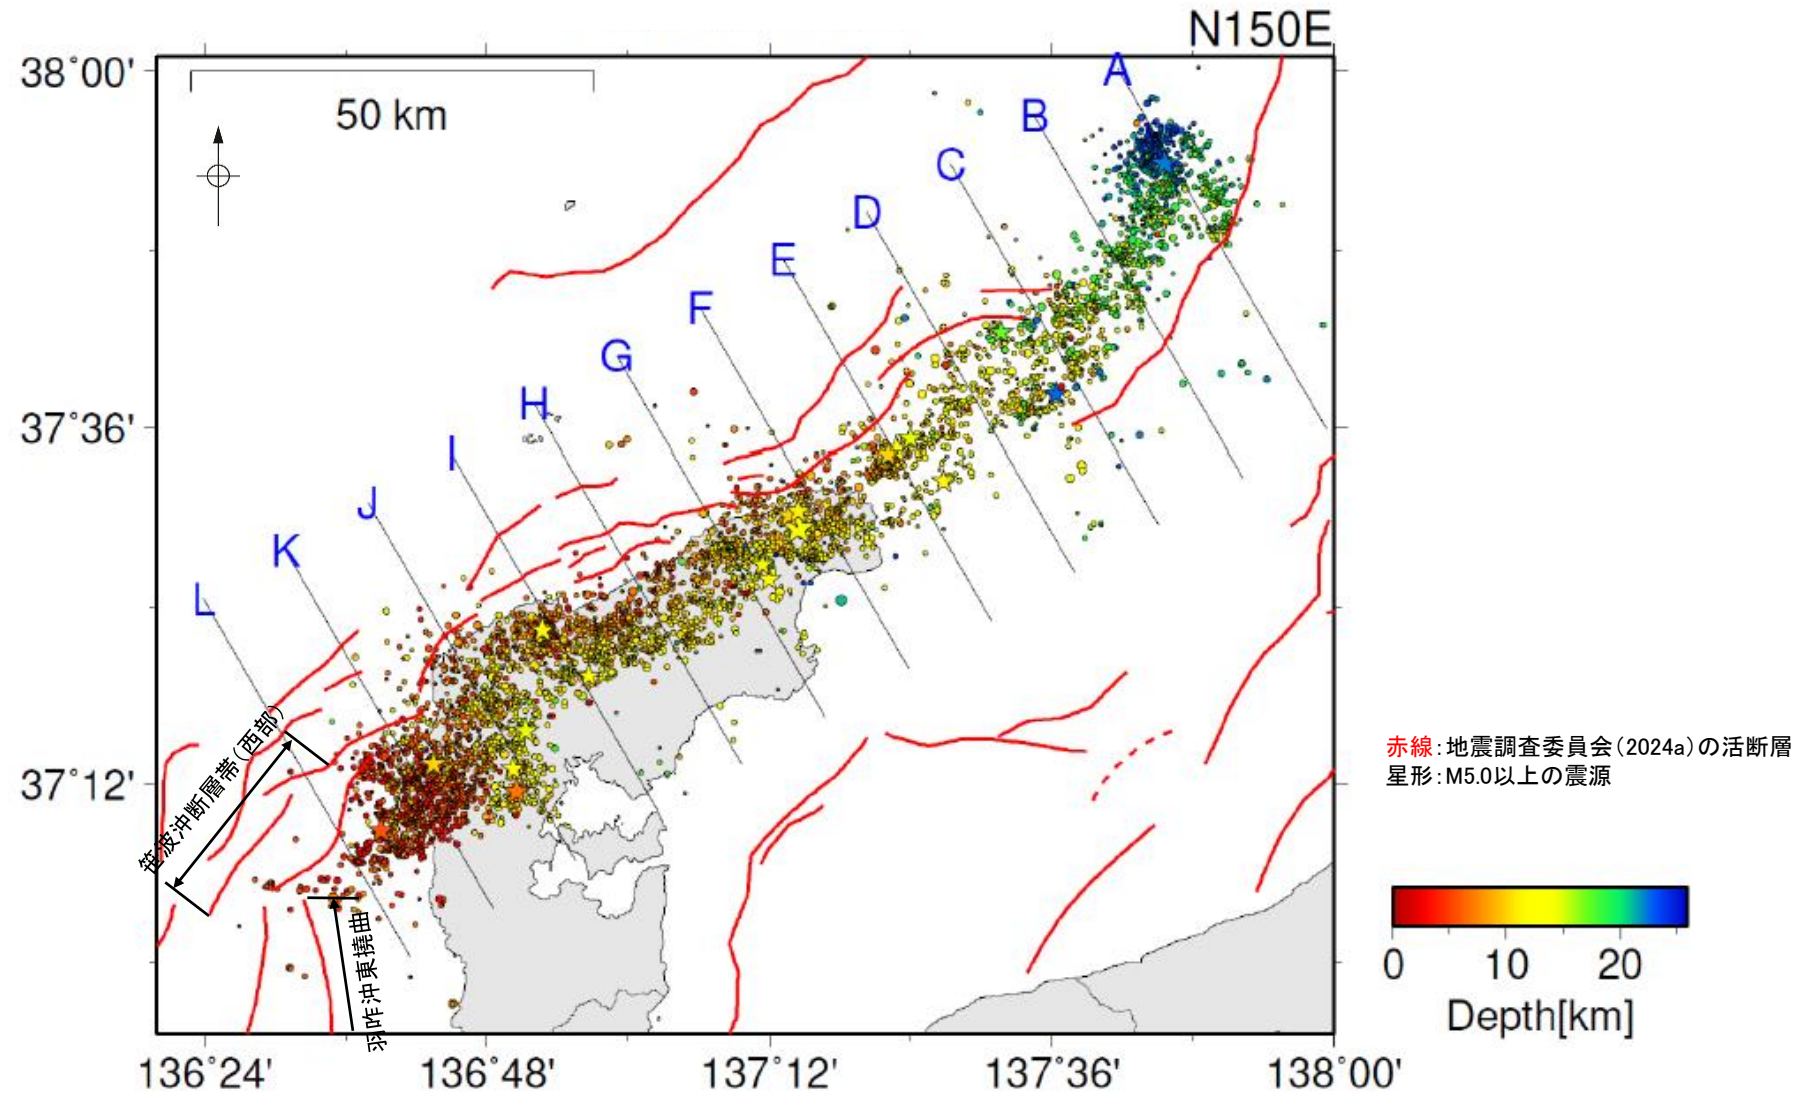 N150E
38°00'
50 km
A
B
C
D
E
F
G
H
I
J
K
L
37°36'
37°12'
笹波沖断層帯(西部)
羽咋沖東撓曲
赤線:地震調査委員会(2024a)の活断層
星形:M5.0以上の震源
0 10 20
Depth[km]
136°24' 136°48' 137°12' 137°36' 138°00'